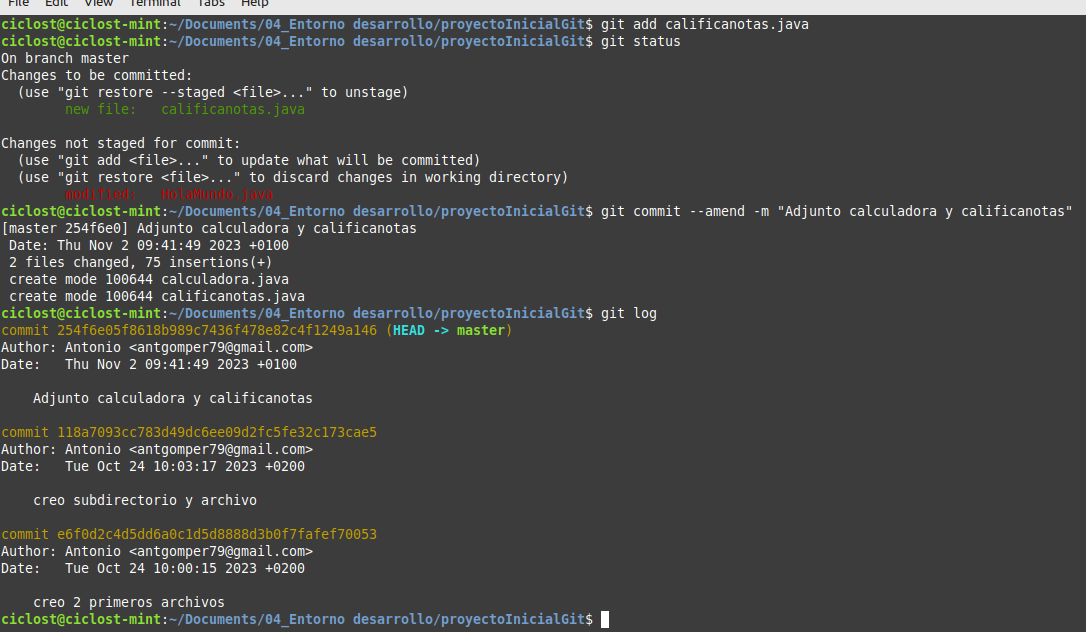 File Edit View Terminal Tabs Help
ciclost@ciclost-mint:~/Documents/04_Entorno desarrollo/proyectoInicialGit$ git add calificanotas.java
ciclost@ciclost-mint:~/Documents/04_Entorno desarrollo/proyectoInicialGit$ git status
On branch master
Changes to be committed:
  (use "git restore --staged <file>..." to unstage)
        new file:   calificanotas.java

Changes not staged for commit:
  (use "git add <file>..." to update what will be committed)
  (use "git restore <file>..." to discard changes in working directory)
        modified:   HolaMundo.java
ciclost@ciclost-mint:~/Documents/04_Entorno desarrollo/proyectoInicialGit$ git commit --amend -m "Adjunto calculadora y calificanotas"
[master 254f6e0] Adjunto calculadora y calificanotas
 Date: Thu Nov 2 09:41:49 2023 +0100
 2 files changed, 75 insertions(+)
 create mode 100644 calculadora.java
 create mode 100644 calificanotas.java
ciclost@ciclost-mint:~/Documents/04_Entorno desarrollo/proyectoInicialGit$ git log
commit 254f6e05f8618b989c7436f478e82c4f1249a146 (HEAD -> master)
Author: Antonio <antgomper79@gmail.com>
Date:   Thu Nov 2 09:41:49 2023 +0100

    Adjunto calculadora y calificanotas

commit 118a7093cc783d49dc6ee09d2fc5fe32c173cae5
Author: Antonio <antgomper79@gmail.com>
Date:   Tue Oct 24 10:03:17 2023 +0200

    creo subdirectorio y archivo

commit e6f0d2c4d5dd6a0c1d5d8888d3b0f7fafef70053
Author: Antonio <antgomper79@gmail.com>
Date:   Tue Oct 24 10:00:15 2023 +0200

    creo 2 primeros archivos
ciclost@ciclost-mint:~/Documents/04_Entorno desarrollo/proyectoInicialGit$